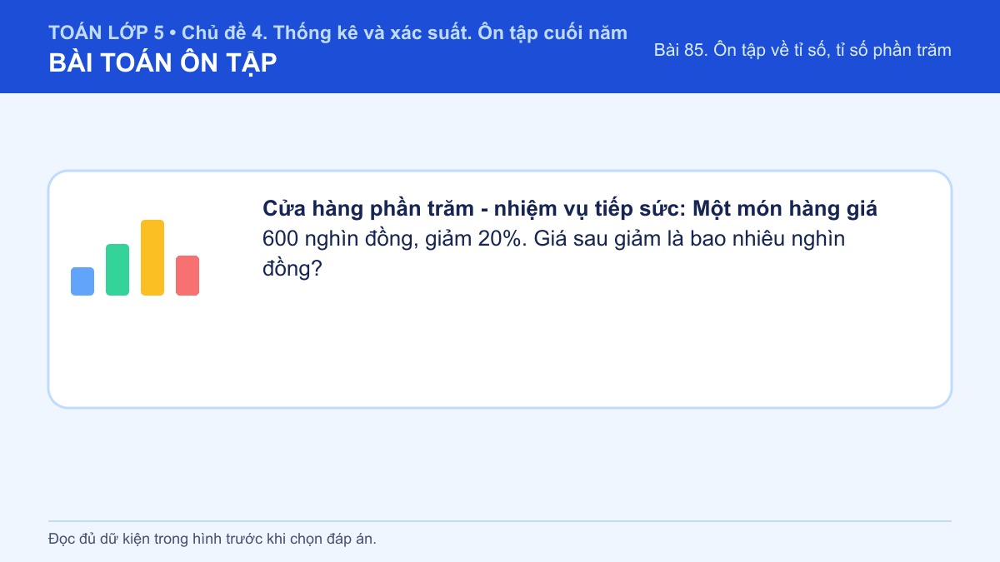 TOÁN LỚP 5 • Chủ đề 4. Thống kê và xác suất. Ôn tập cuối năm
BÀI TOÁN ÔN TẬP
Bài 85. Ôn tập về tỉ số, tỉ số phần trăm
Cửa hàng phần trăm - nhiệm vụ tiếp sức: Một món hàng giá
600 nghìn đồng, giảm 20%. Giá sau giảm là bao nhiêu nghìn
đồng?
Đọc đủ dữ kiện trong hình trước khi chọn đáp án.